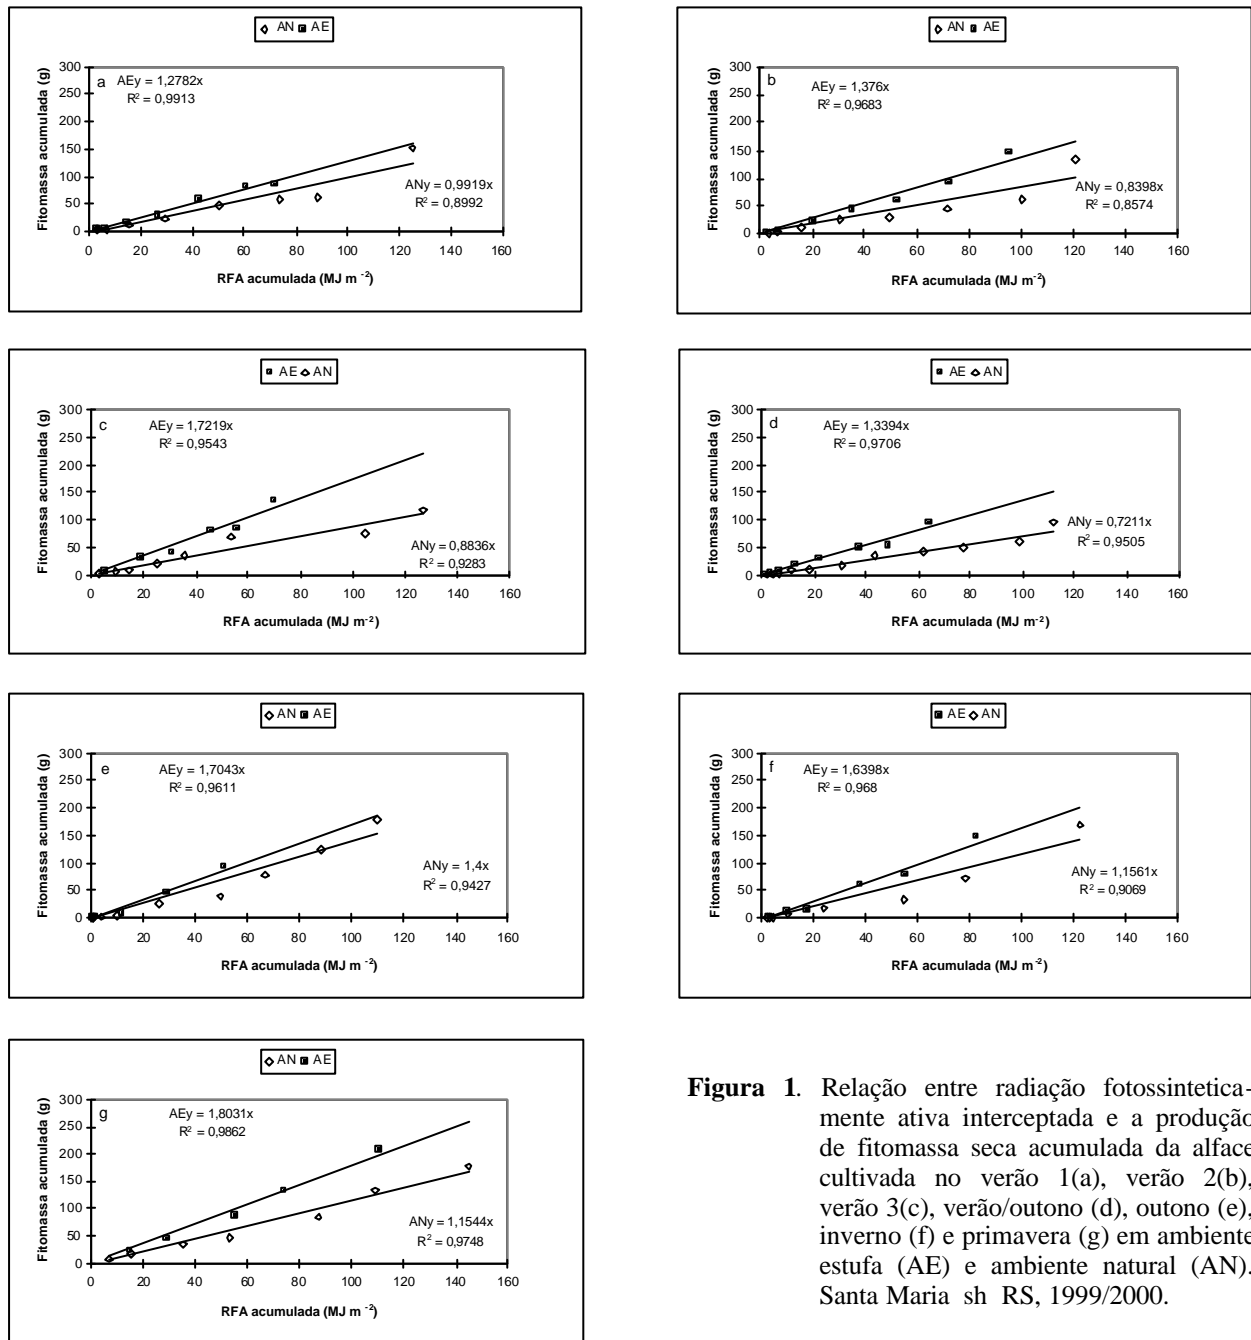 AN AE
300
250
200
150
100
50
0
0 20 40 60 80 100 120 140 160
Fitomassa acumulada (g)
RFA acumulada (MJ m -2)
a
AEy = 1,2782x
R2 = 0,9913
ANy = 0,9919x
R2 = 0,8992
AN AE
300
250
200
150
100
50
0
0 20 40 60 80 100 120 140 160
Fitomassa acumulada (g)
RFA acumulada (MJ m-2)
b
AEy = 1,376x
R2 = 0,9683
ANy = 0,8398x
R2 = 0,8574
AE AN
300
250
200
150
100
50
0
0 20 40 60 80 100 120 140 160
Fitomassa acumulada (g)
RFA acumulada (MJ m-2)
c
AEy = 1,7219x
R2 = 0,9543
ANy = 0,8836x
R2 = 0,9283
AE AN
300
250
200
150
100
50
0
0 20 40 60 80 100 120 140 160
Fitomassa acumulada (g)
RFA acumulada (MJ m-2)
d
AEy = 1,3394x
R2 = 0,9706
ANy = 0,7211x
R2 = 0,9505
AN AE
300
250
200
150
100
50
0
0 20 40 60 80 100 120 140 160
Fitomassa acumulada (g)
RFA acumulada (MJ m -2)
e
AEy = 1,7043x
R2 = 0,9611
ANy = 1,4x
R2 = 0,9427
AE AN
300
250
200
150
100
50
0
0 20 40 60 80 100 120 140 160
Fitomassa acumulada (g)
RFA acumulada (MJ m-2)
f
AEy = 1,6398x
R2 = 0,968
ANy = 1,1561x
R2 = 0,9069
AN AE
300
250
200
150
100
50
0
0 20 40 60 80 100 120 140 160
Fitomassa acumulada (g)
RFA acumulada (MJ m-2)
g
AEy = 1,8031x
R2 = 0,9862
ANy = 1,1544x
R2 = 0,9748
Figura 1. Relação entre radiação fotossintetica-
mente ativa interceptada e a produção
de fitomassa seca acumulada da alface
cultivada no verão 1(a), verão 2(b),
verão 3(c), verão/outono (d), outono (e),
inverno (f) e primavera (g) em ambiente
estufa (AE) e ambiente natural (AN).
Santa Maria sh RS, 1999/2000.